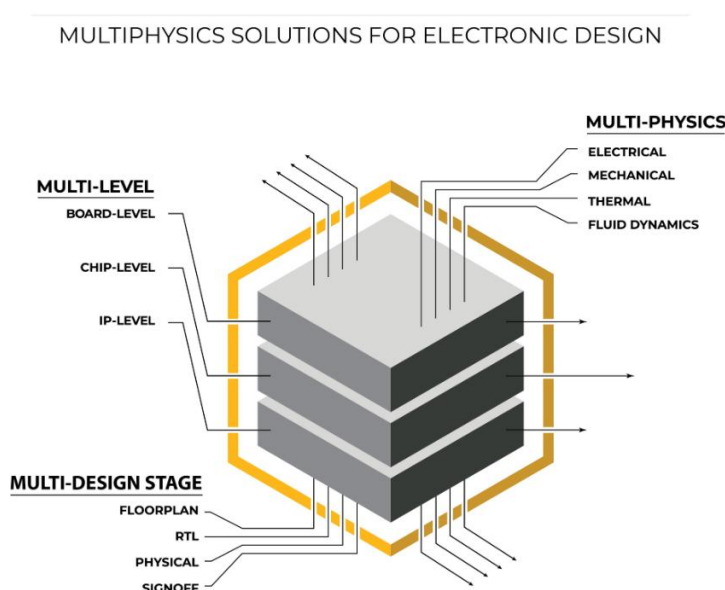 MULTIPHYSICS SOLUTIONS FOR ELECTRONIC DESIGN
MULTI-PHYSICS
ELECTRICAL
MECHANICAL
THERMAL
FLUID DYNAMICS
MULTI-LEVEL
BOARD-LEVEL
CHIP-LEVEL
IP-LEVEL
MULTI-DESIGN STAGE
FLOORPLAN
RTL
PHYSICAL
SIGNOFF